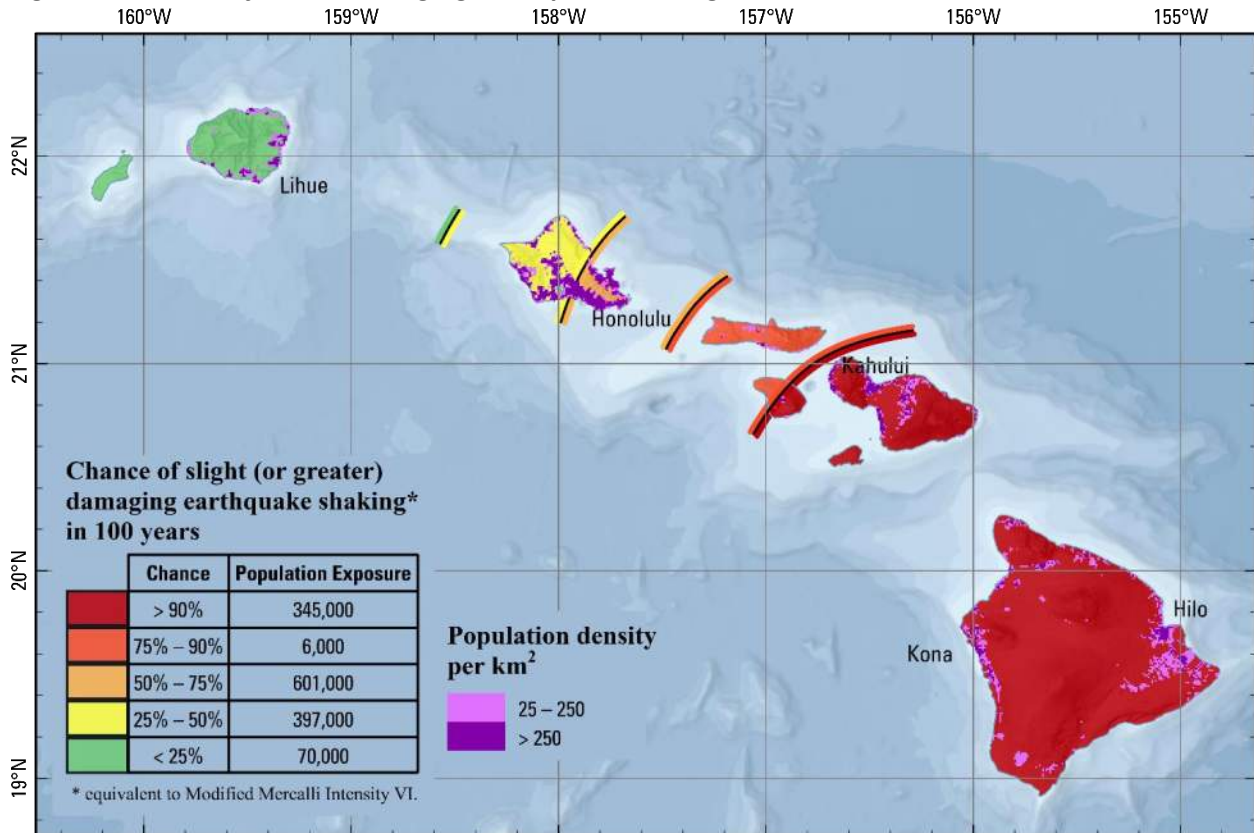 160°W 159°W 158°W 157°W 156°W 155°W
22°N
Lihue
Honolulu
21°N
Kahului
Chance of slight (or greater)
damaging earthquake shaking*
in 100 years
20°N
Chance Population Exposure
> 90% 345,000
75% – 90% 6,000
50% – 75% 601,000
25% – 50% 397,000
< 25% 70,000
* equivalent to Modified Mercalli Intensity VI.
Population density
per km²
25 – 250
> 250
Hilo
Kona
19°N